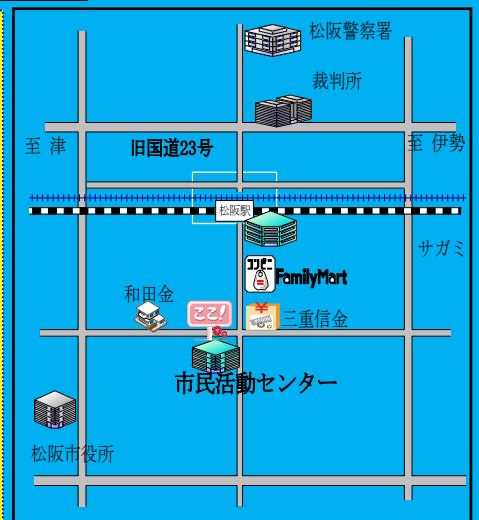 松阪警察署
裁判所
至 津
旧国道23号
至 伊勢
松阪駅
サガミ
コンビニ
FamilyMart
和田金
ココ!
三重信金
市民活動センター
松阪市役所